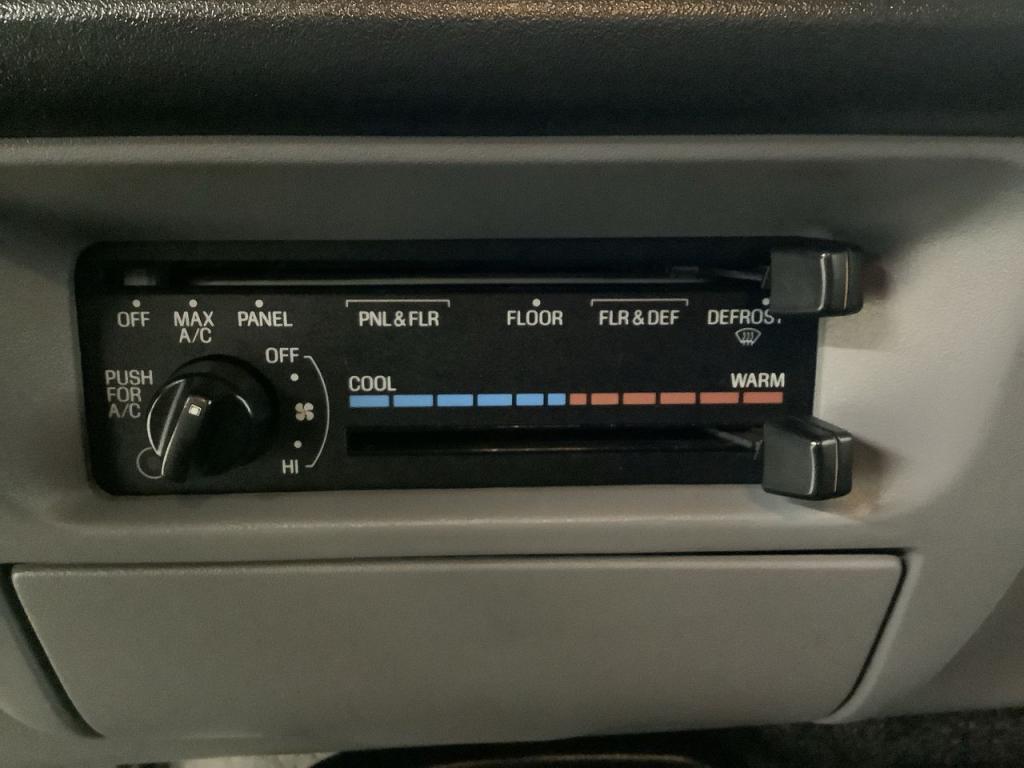 OFF
MAX
A/C
PANEL
PNL&FLR
FLOOR
FLR&DEF
DEFROST
PUSH
FOR
A/C
OFF
HI
COOL
WARM